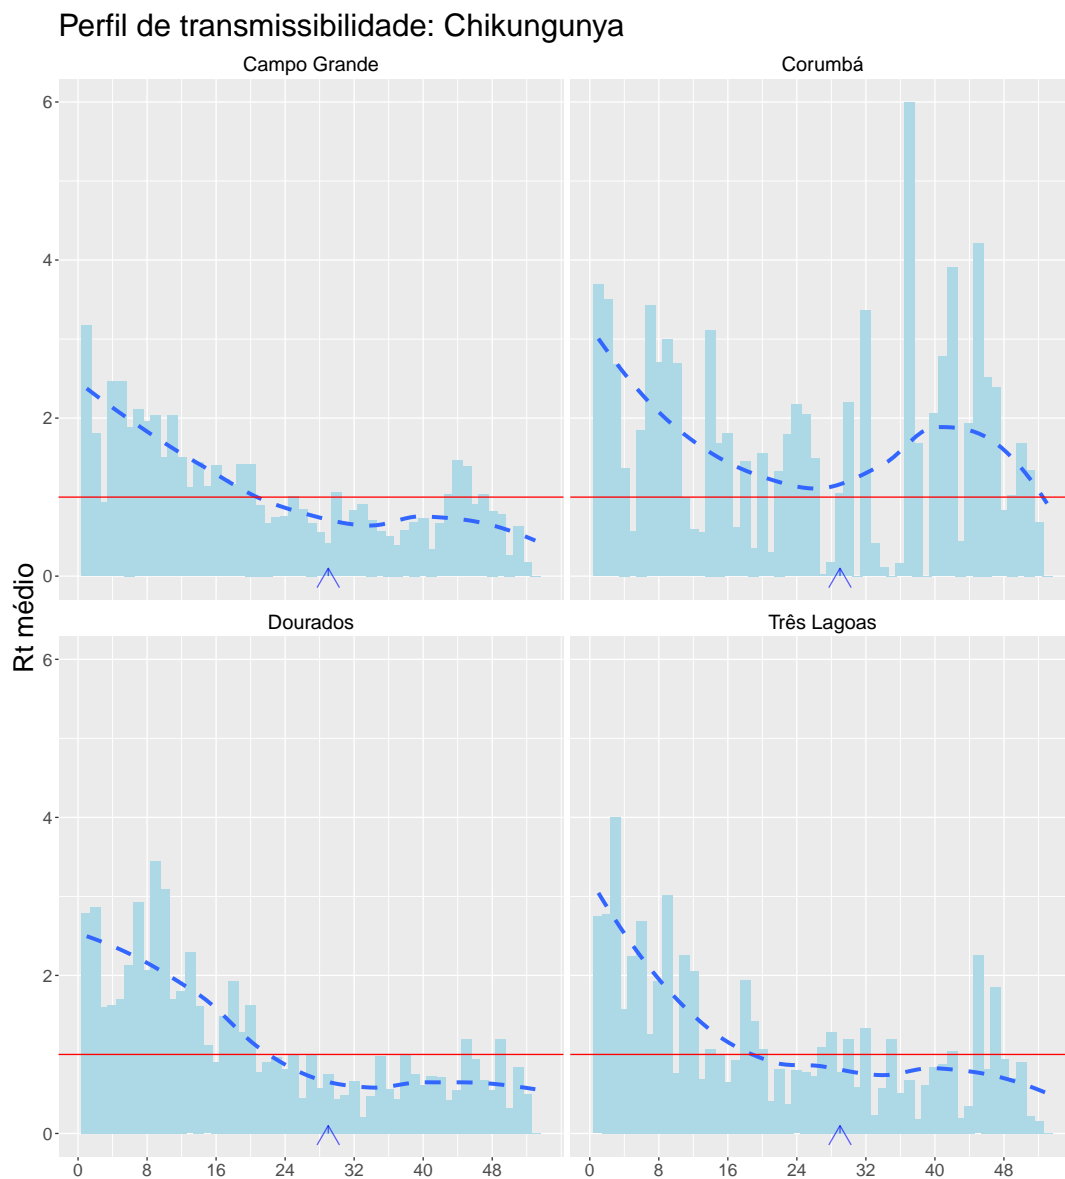 Perfil de transmissibilidade: Chikungunya
Campo Grande
Corumbá
6
4
2
0
Rt médio
Dourados
Três Lagoas
6
4
2
0
0 8 16 24 32 40 48
0 8 16 24 32 40 48